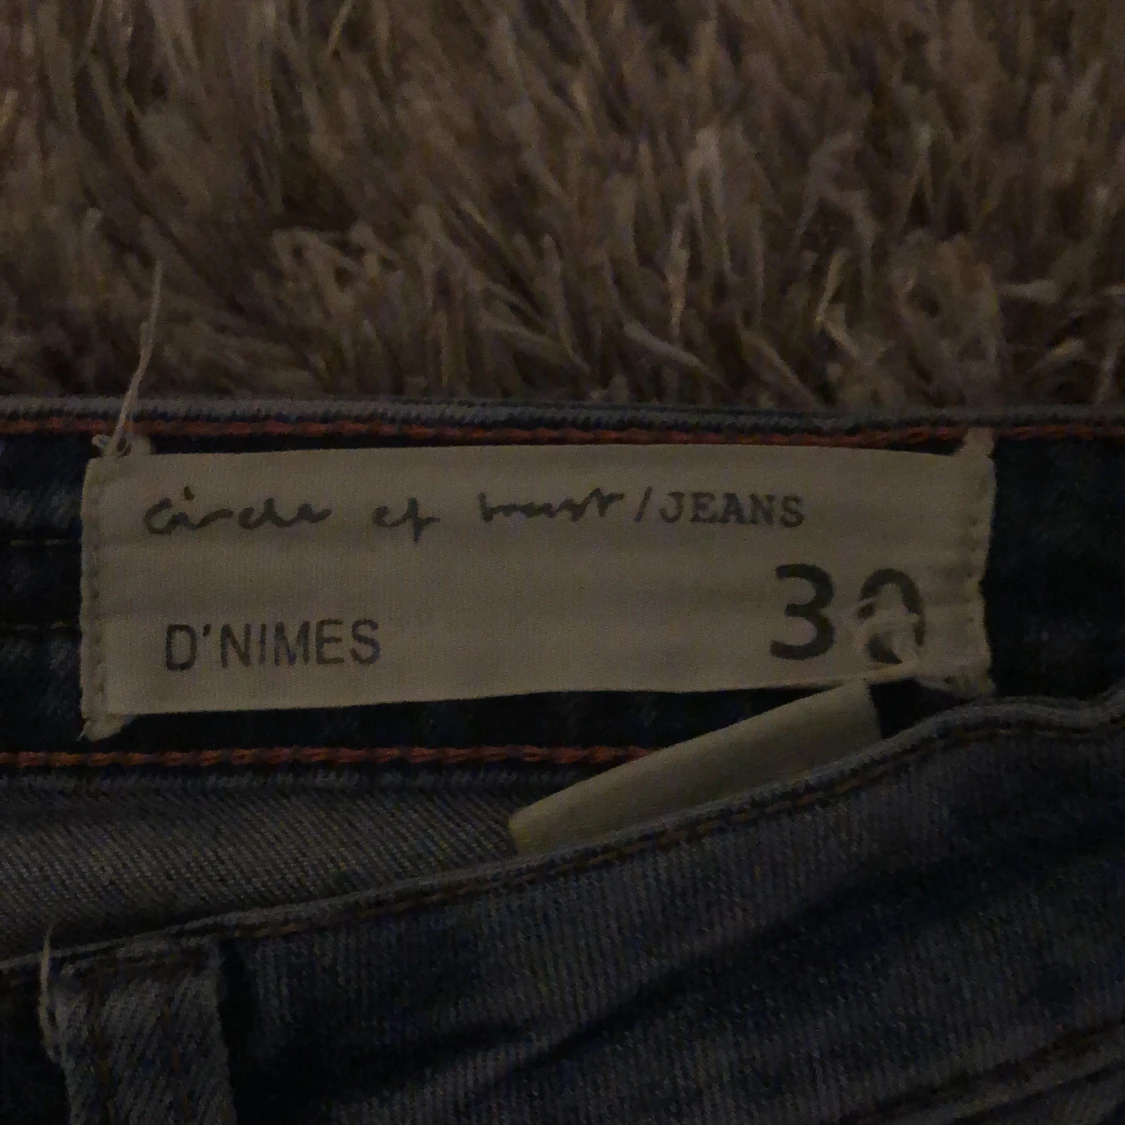 Circle of trust / JEANS
D'NIMES
30